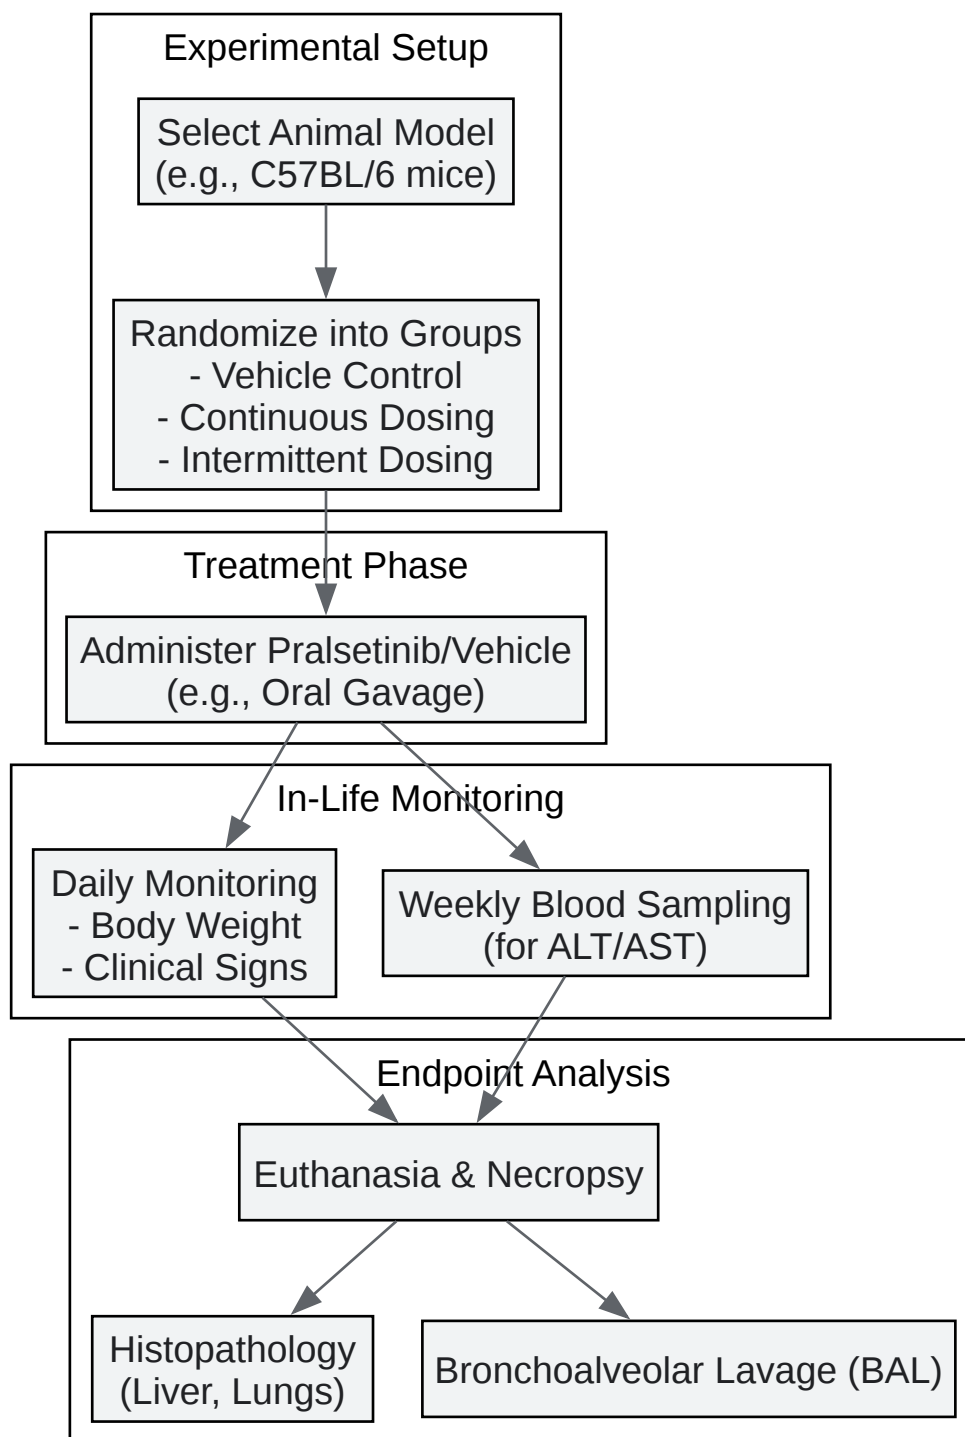 Experimental Setup
Select Animal Model
(e.g., C57BL/6 mice)
Randomize into Groups
- Vehicle Control
- Continuous Dosing
- Intermittent Dosing
Treatment Phase
Administer Pralsetinib/Vehicle
(e.g., Oral Gavage)
In-Life Monitoring
Daily Monitoring
- Body Weight
- Clinical Signs
Weekly Blood Sampling
(for ALT/AST)
Endpoint Analysis
Euthanasia & Necropsy
Histopathology
(Liver, Lungs)
Bronchoalveolar Lavage (BAL)